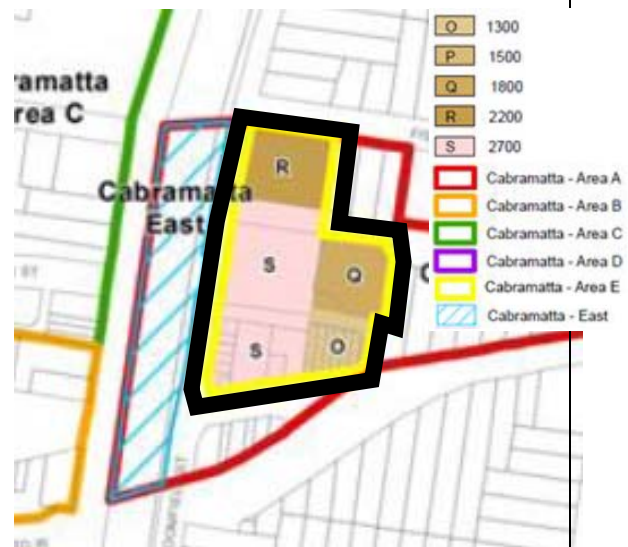 O 1300
P 1500
Q 1800
R 2200
S 2700
Cabramatta - Area A
Cabramatta - Area B
Cabramatta - Area C
Cabramatta - Area D
Cabramatta - Area E
Cabramatta - East
ramatta
rea C
Cabramatta
East
R
S
Q
S
O